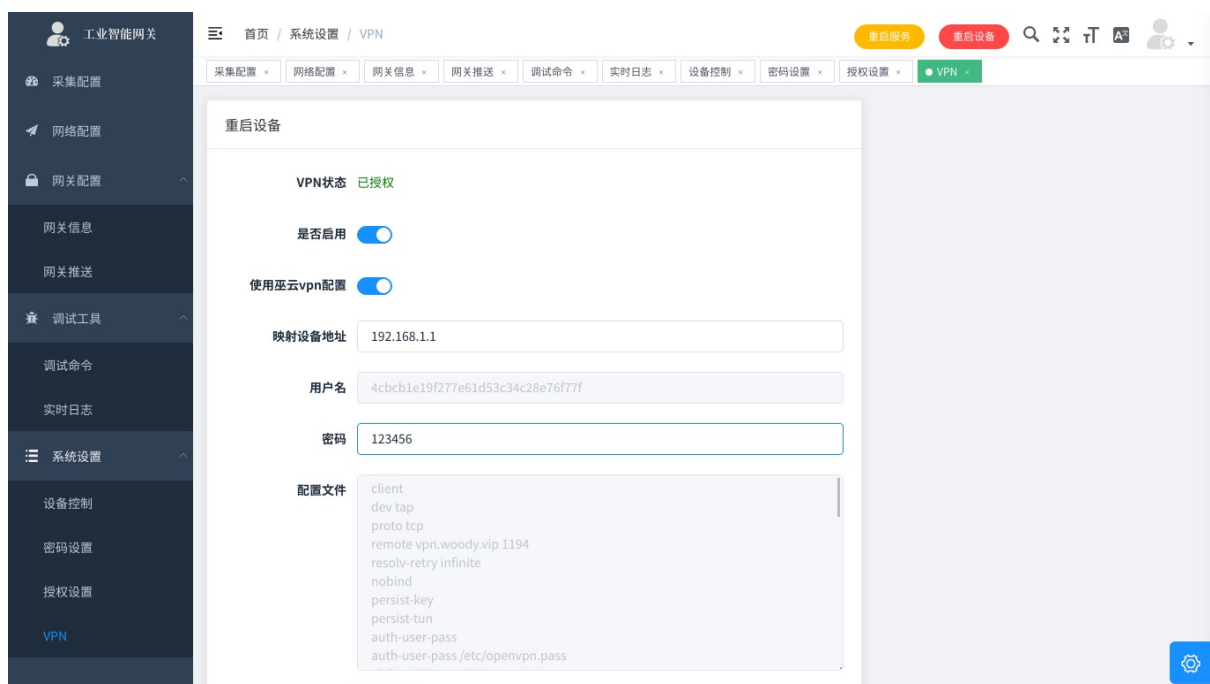 工业智能网关
首页 / 系统设置 / VPN
重启服务
重启设备
采集配置 × 网络配置 × 网关信息 × 网关推送 × 调试命令 × 实时日志 × 设备控制 × 密码设置 × 授权设置 × VPN ×
采集配置
网络配置
网关配置
网关信息
网关推送
调试工具
调试命令
实时日志
系统设置
设备控制
密码设置
授权设置
VPN
重启设备
VPN状态 已授权
是否启用
使用巫云vpn配置
映射设备地址 192.168.1.1
用户名 4cbcb1e19f277e61d53c34c28e76f77f
密码 123456
配置文件 client
dev tap
proto tcp
remote vpn.woody.vip 1194
resolv-retry infinite
nobind
persist-key
persist-tun
auth-user-pass
auth-user-pass /etc/openvpn.pass